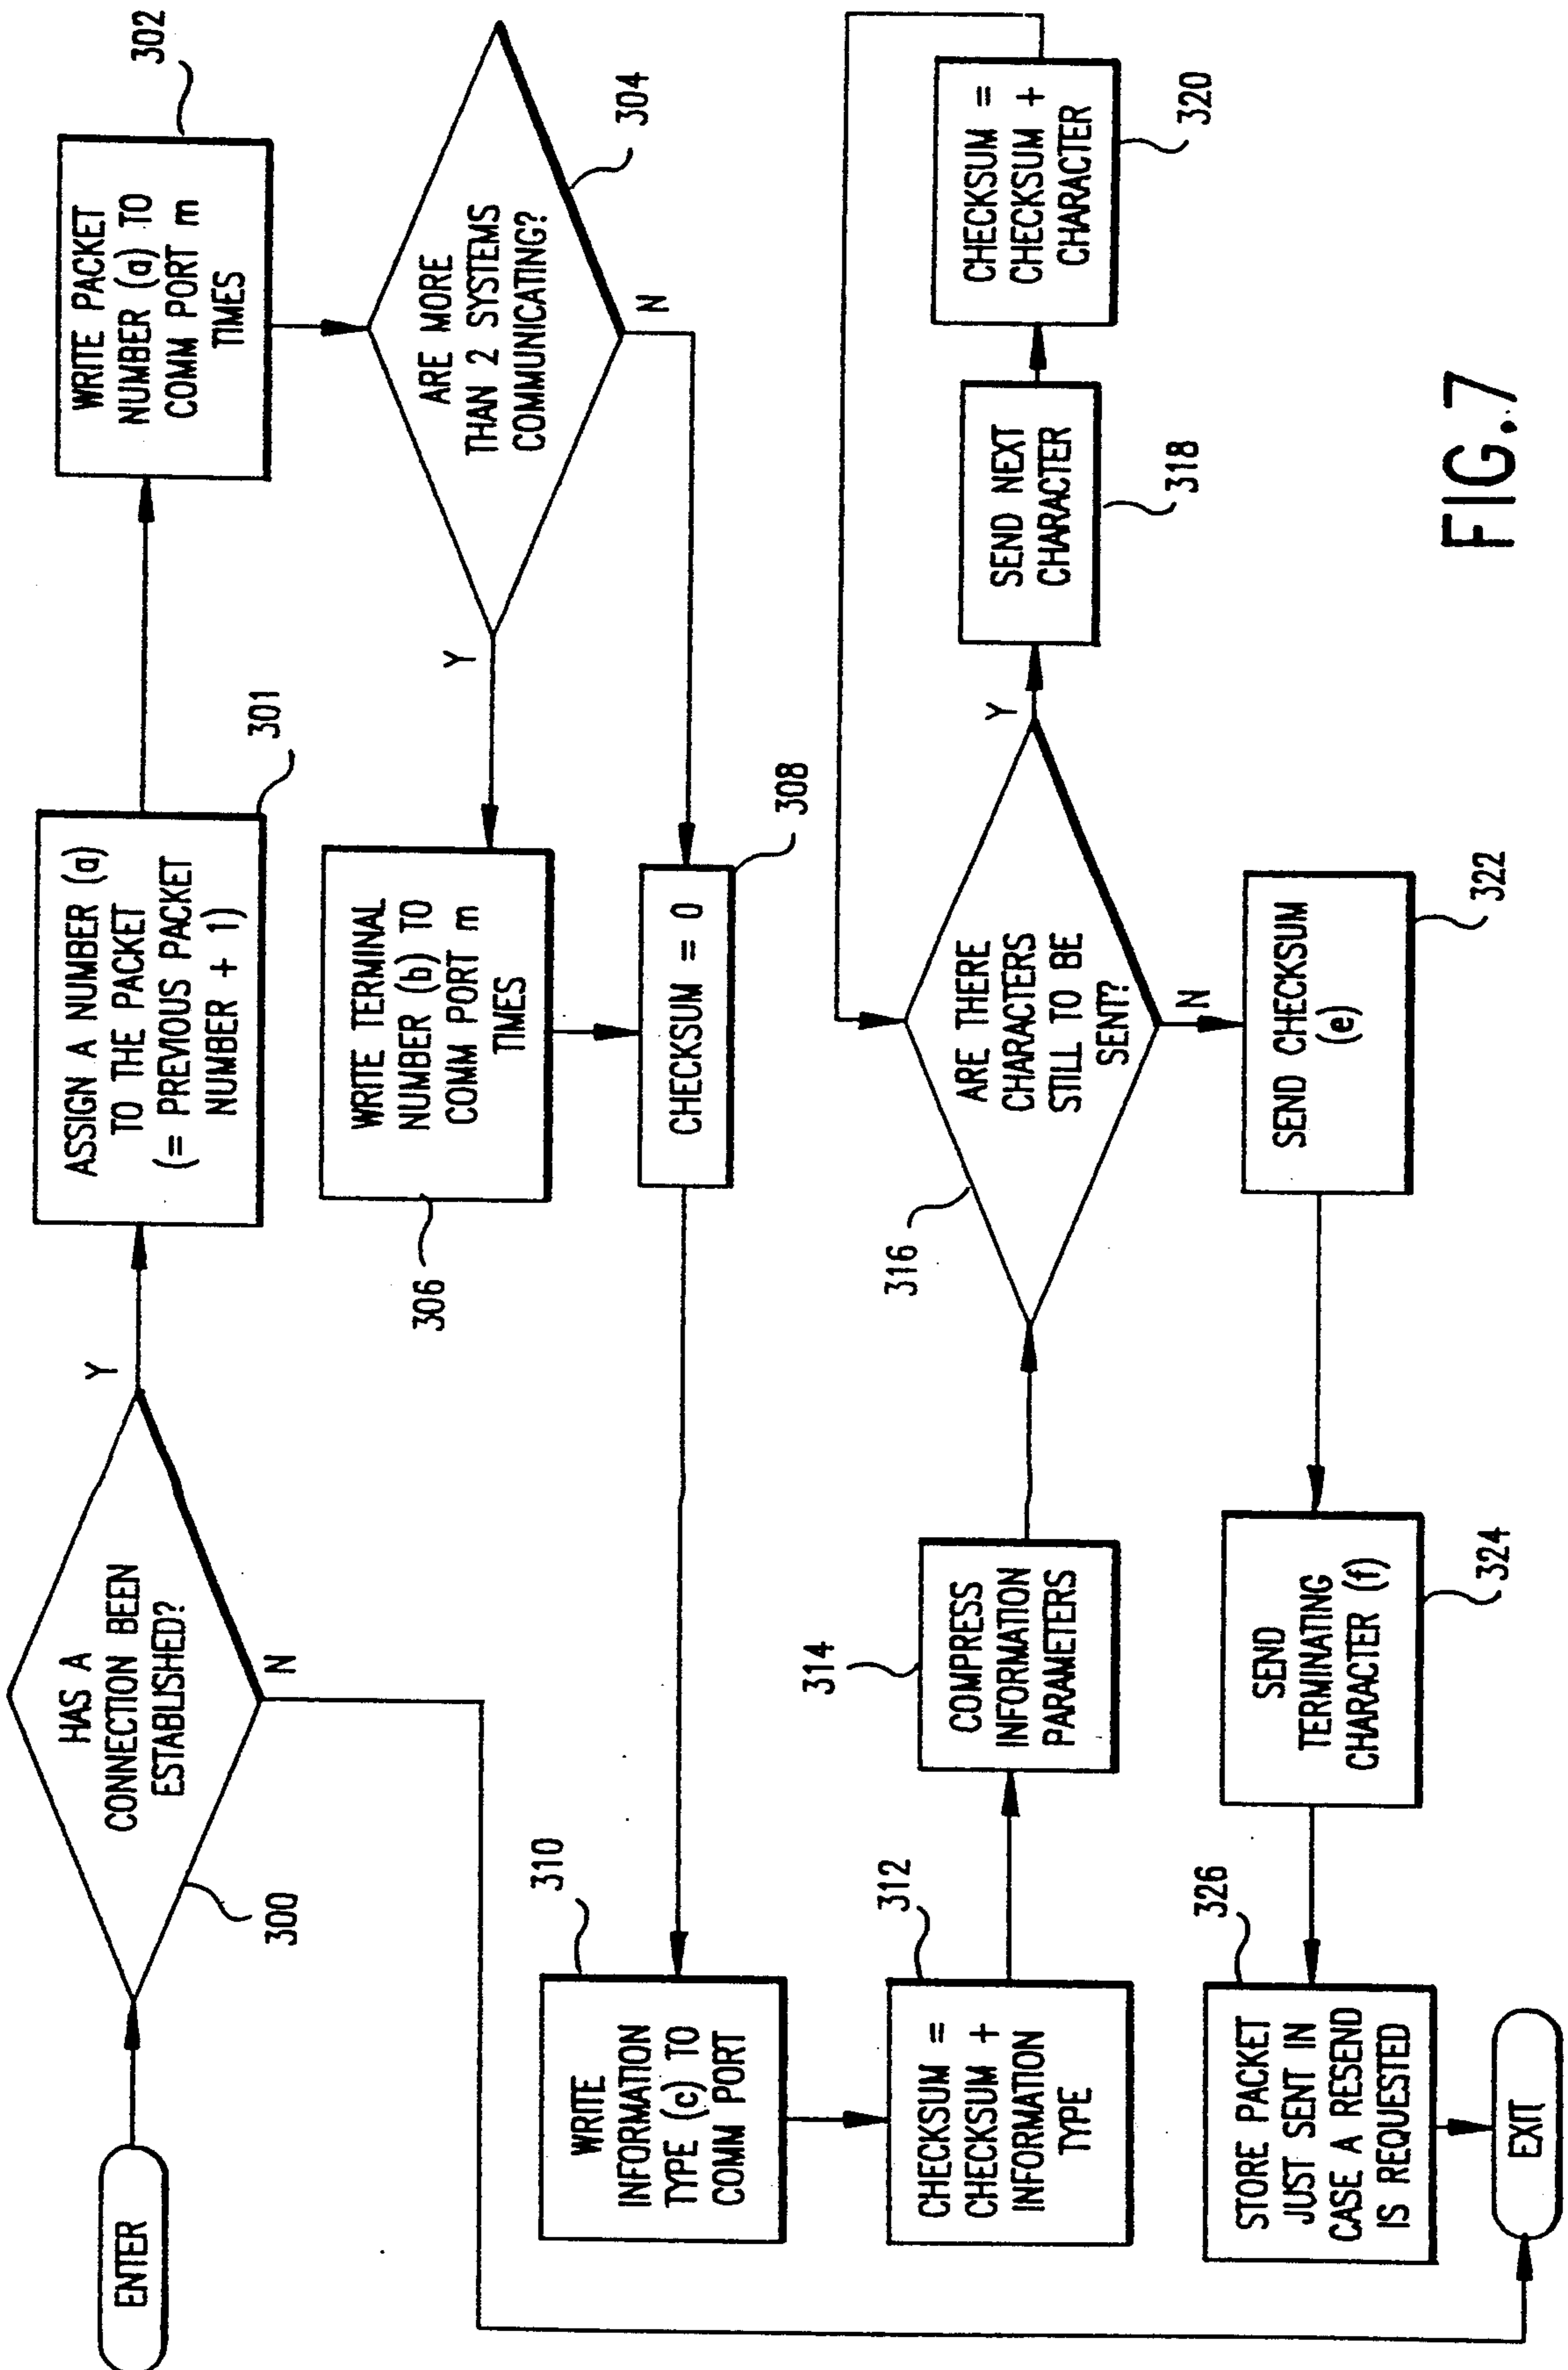 ENTER
HAS A
CONNECTION BEEN
ESTABLISHED?
300
Y
N
ASSIGN A NUMBER (a)
TO THE PACKET
(= PREVIOUS PACKET
NUMBER + 1)
301
WRITE PACKET
NUMBER (a) TO
COMM PORT m
TIMES
302
ARE MORE
THAN 2 SYSTEMS
COMMUNICATING?
304
Y
N
WRITE TERMINAL
NUMBER (b) TO
COMM PORT m
TIMES
306
CHECKSUM = 0
308
WRITE
INFORMATION
TYPE (c) TO
COMM PORT
310
CHECKSUM =
CHECKSUM +
INFORMATION
TYPE
312
COMPRESS
INFORMATION
PARAMETERS
314
ARE THERE
CHARACTERS
STILL TO BE
SENT?
316
Y
N
SEND NEXT
CHARACTER
318
CHECKSUM =
CHECKSUM +
CHARACTER
320
SEND CHECKSUM
(e)
322
SEND
TERMINATING
CHARACTER (f)
324
STORE PACKET
JUST SENT IN
CASE A RESEND
IS REQUESTED
326
EXIT
FIG.7